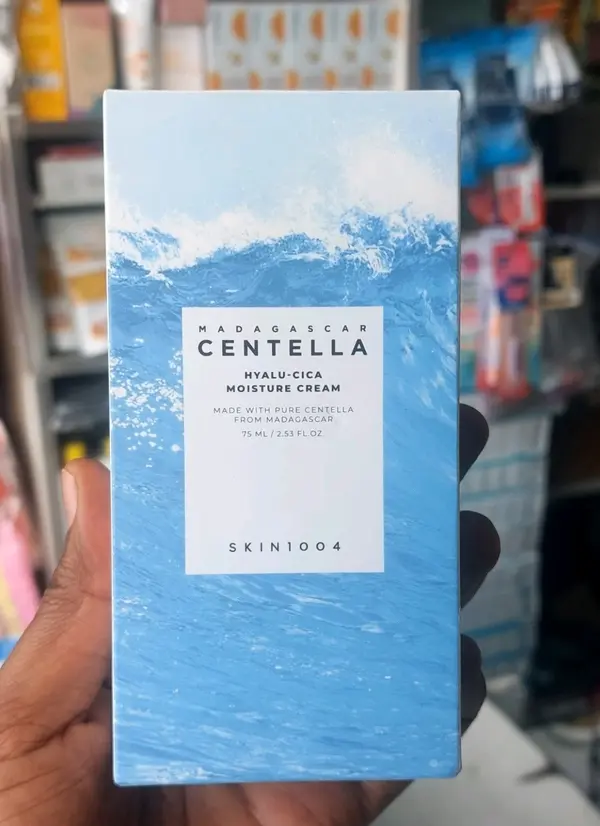 MADAGASCAR
CENTELLA
HYALU-CICA
MOISTURE CREAM
MADE WITH PURE CENTELLA
FROM MADAGASCAR
75 ML / 2.53 FL.OZ.
SKIN1004